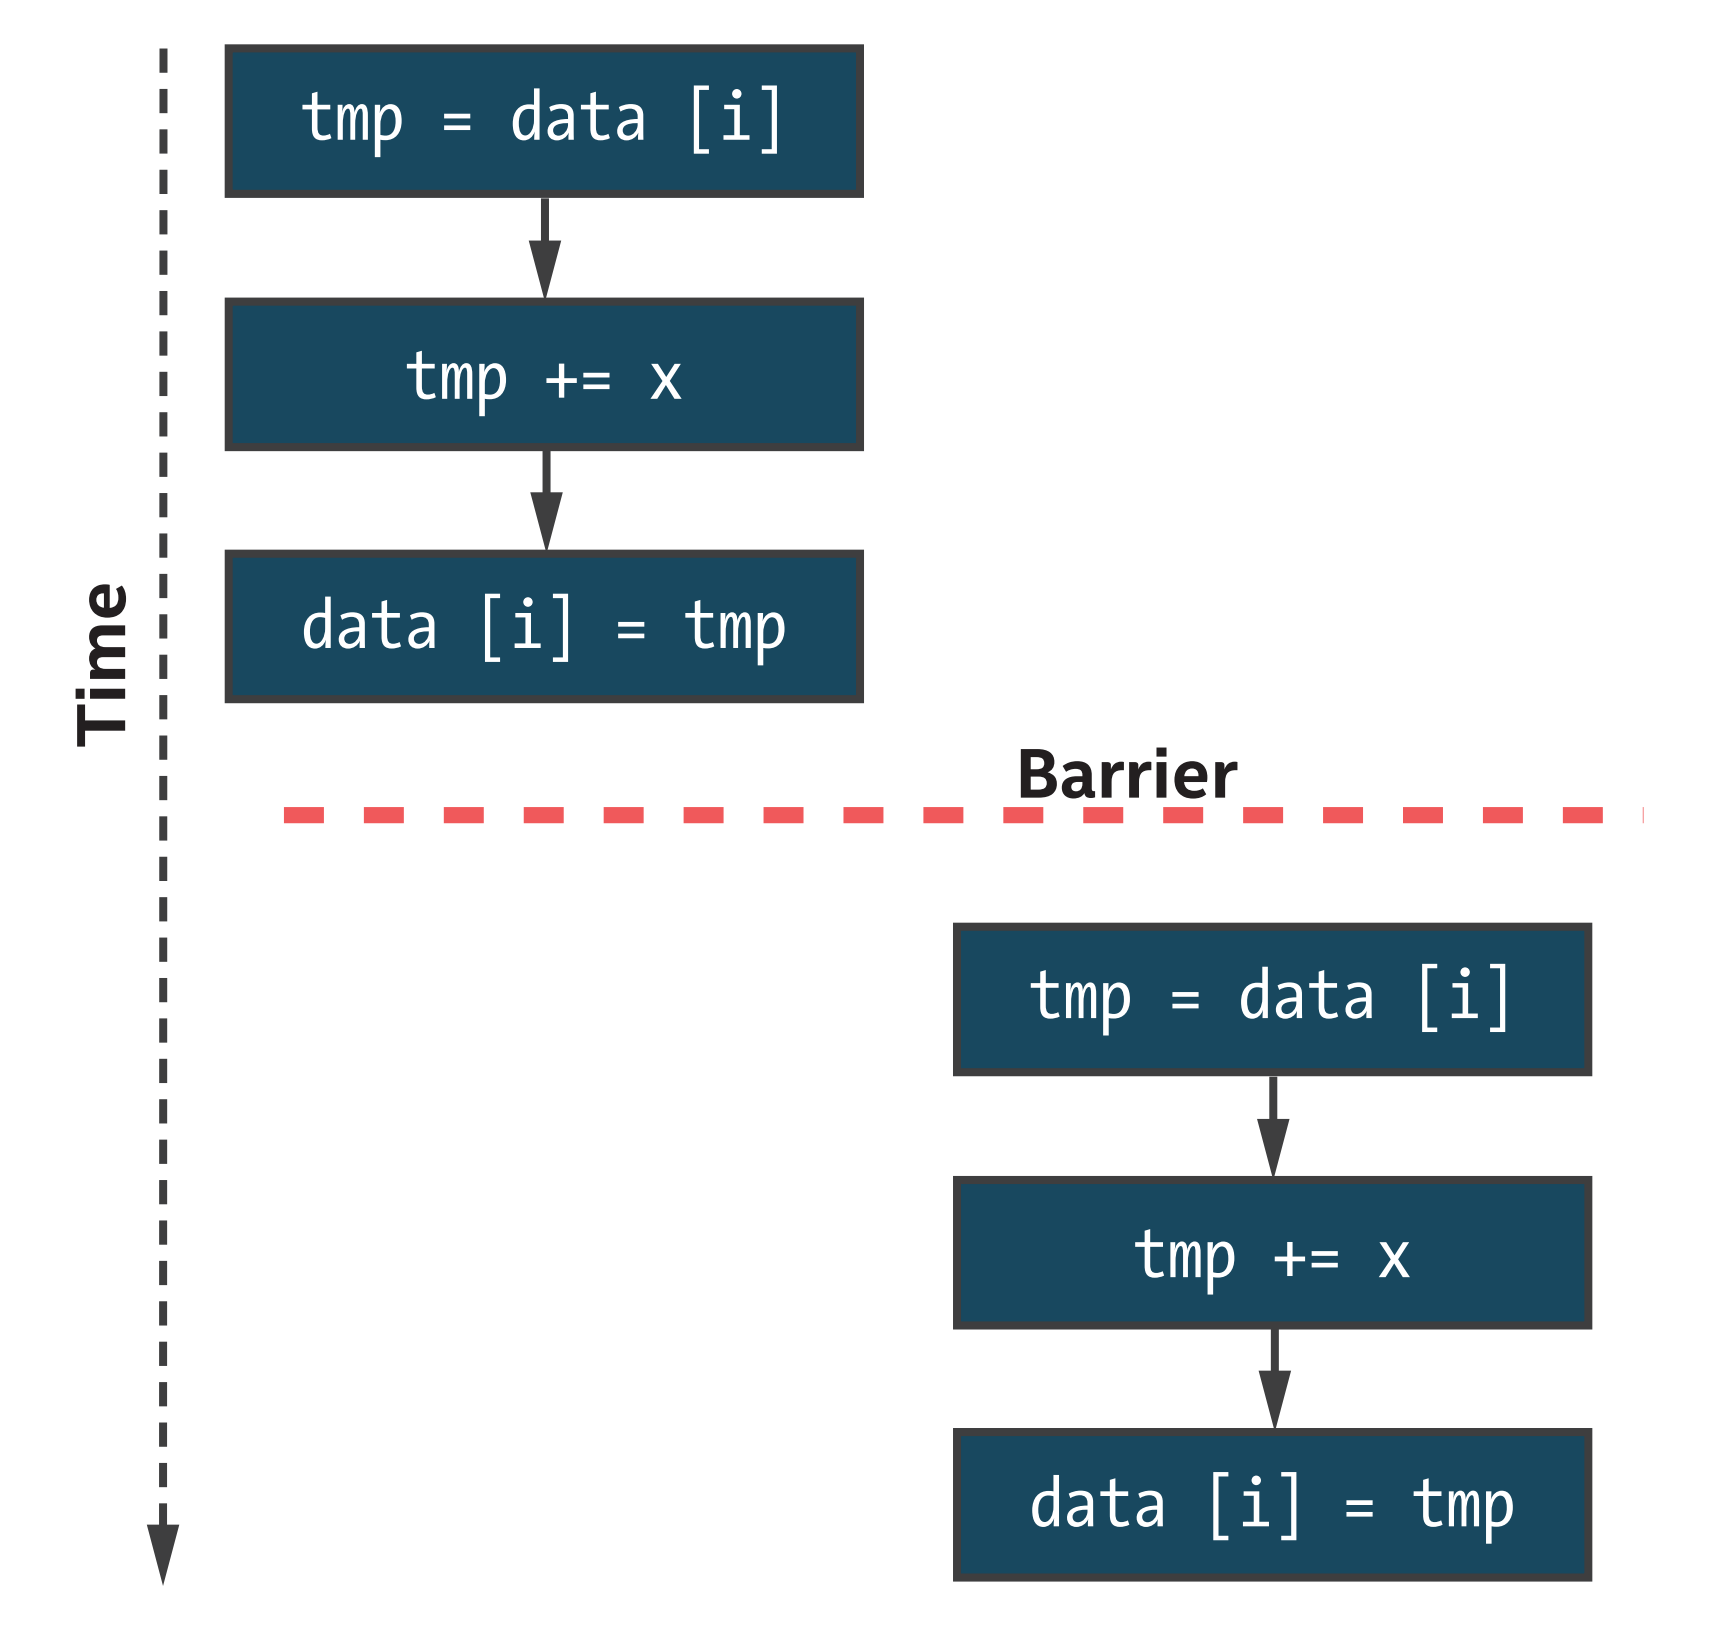 tmp = data [i]
tmp += x
data [i] = tmp
Time
Barrier
tmp = data [i]
tmp += x
data [i] = tmp